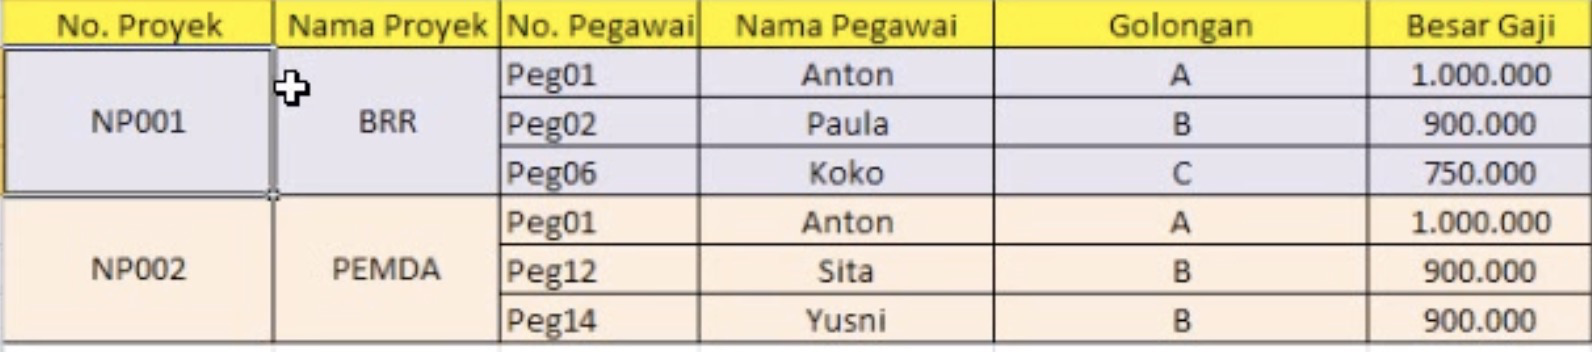 No. Proyek Nama Proyek No. Pegawai Nama Pegawai Golongan Besar Gaji
Peg01 Anton A 1.000.000
NP001 BRR Peg02 Paula B 900.000
Peg06 Koko C 750.000
Peg01 Anton A 1.000.000
NP002 PEMDA Peg12 Sita B 900.000
Peg14 Yusni B 900.000